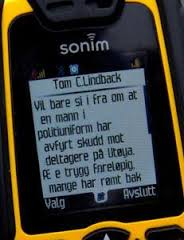 sonim
Tom C.Lindback
Vil bare si i fra om at
en mann i
politiuniform har
avfyrt skudd mot
deltagere på Utøya.
Æ e trygg foreløpig,
mange har rømt bak
Valg Avslutt